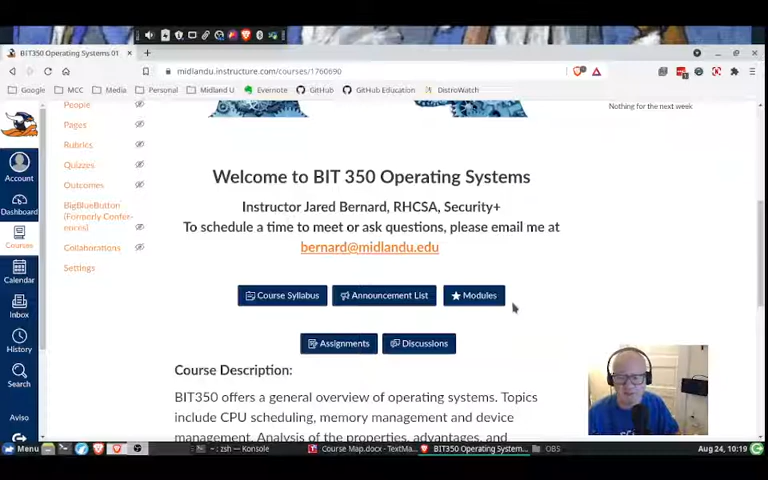 BIT350 Operating Systems 01
midlandu.instructure.com/courses/1760690
Google MCC Media Personal Midland U Evernote GitHub GitHub Education DistroWatch
Nothing for the next week
People
Pages
Rubrics
Quizzes
Outcomes
BigBlueButton
(Formerly Confer-
ences)
Collaborations
Settings
Account
Dashboard
Courses
Calendar
Inbox
History
Search
Aviso
Welcome to BIT 350 Operating Systems
Instructor Jared Bernard, RHCSA, Security+
To schedule a time to meet or ask questions, please email me at
bernard@midlandu.edu
Course Syllabus Announcement List Modules
Assignments Discussions
Course Description:
BIT350 offers a general overview of operating systems. Topics
include CPU scheduling, memory management and device
management. Analysis of the properties, advantages, and
Menu ~ : zsh — Konsole Course Map.docx - TextMa... BIT350 Operating System... OBS Aug 24, 10:19